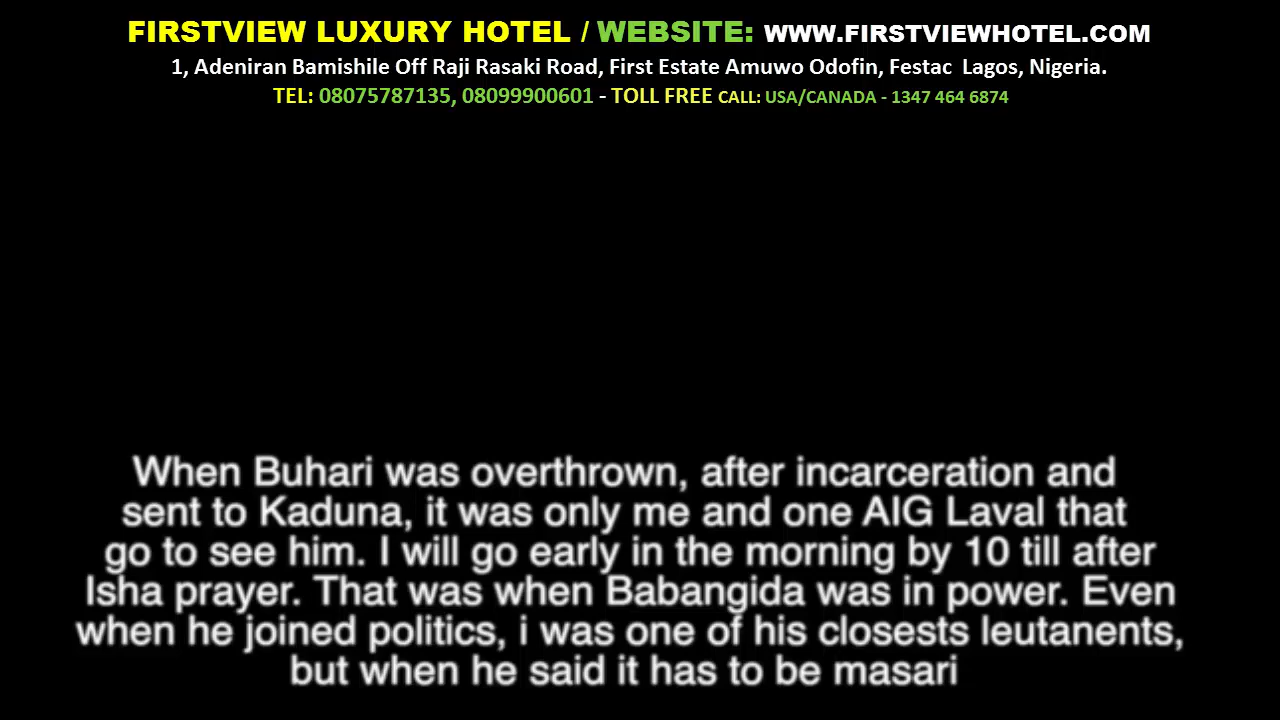 FIRSTVIEW LUXURY HOTEL / WEBSITE: WWW.FIRSTVIEWHOTEL.COM
1, Adeniran Bamishile Off Raji Rasaki Road, First Estate Amuwo Odofin, Festac Lagos, Nigeria.
TEL: 08075787135, 08099900601 - TOLL FREE CALL: USA/CANADA - 1347 464 6874
When Buhari was overthrown, after incarceration and
sent to Kaduna, it was only me and one AIG Laval that
go to see him. I will go early in the morning by 10 till after
Isha prayer. That was when Babangida was in power. Even
when he joined politics, i was one of his closests leutanents,
but when he said it has to be masari